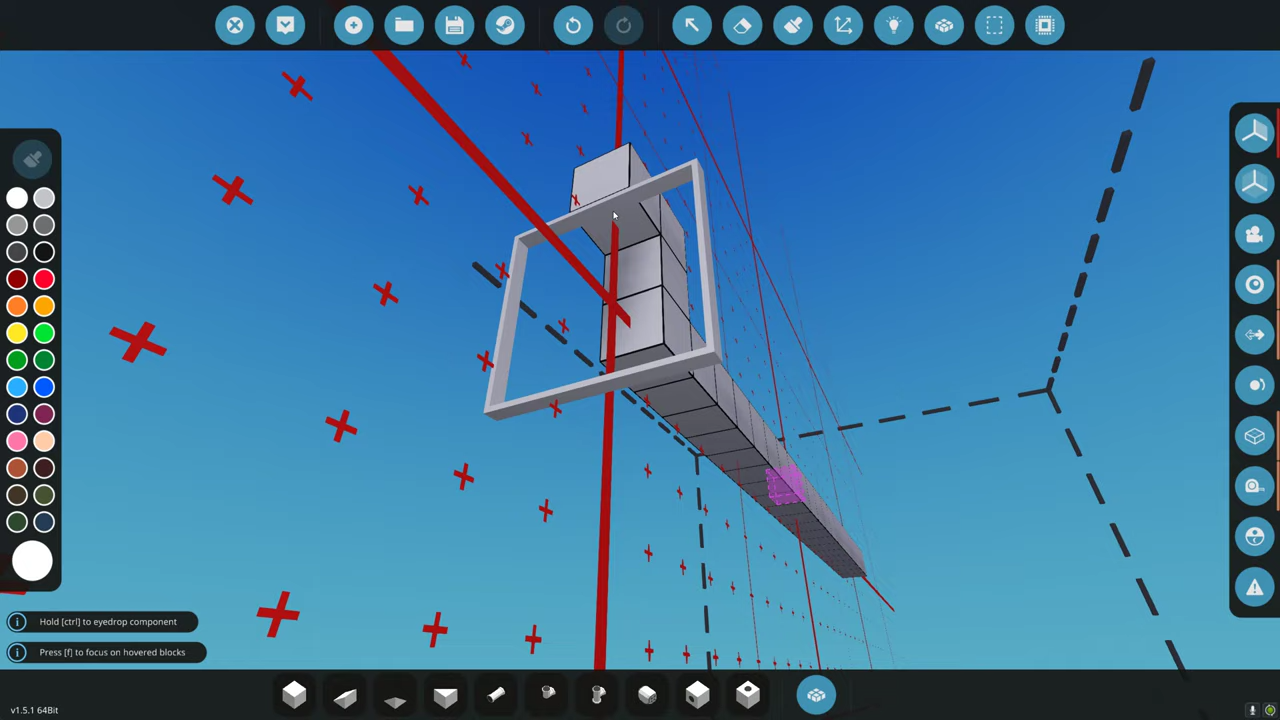 Hold [ctrl] to eyedrop component
Press [f] to focus on hovered blocks
v1.5.1 64Bit